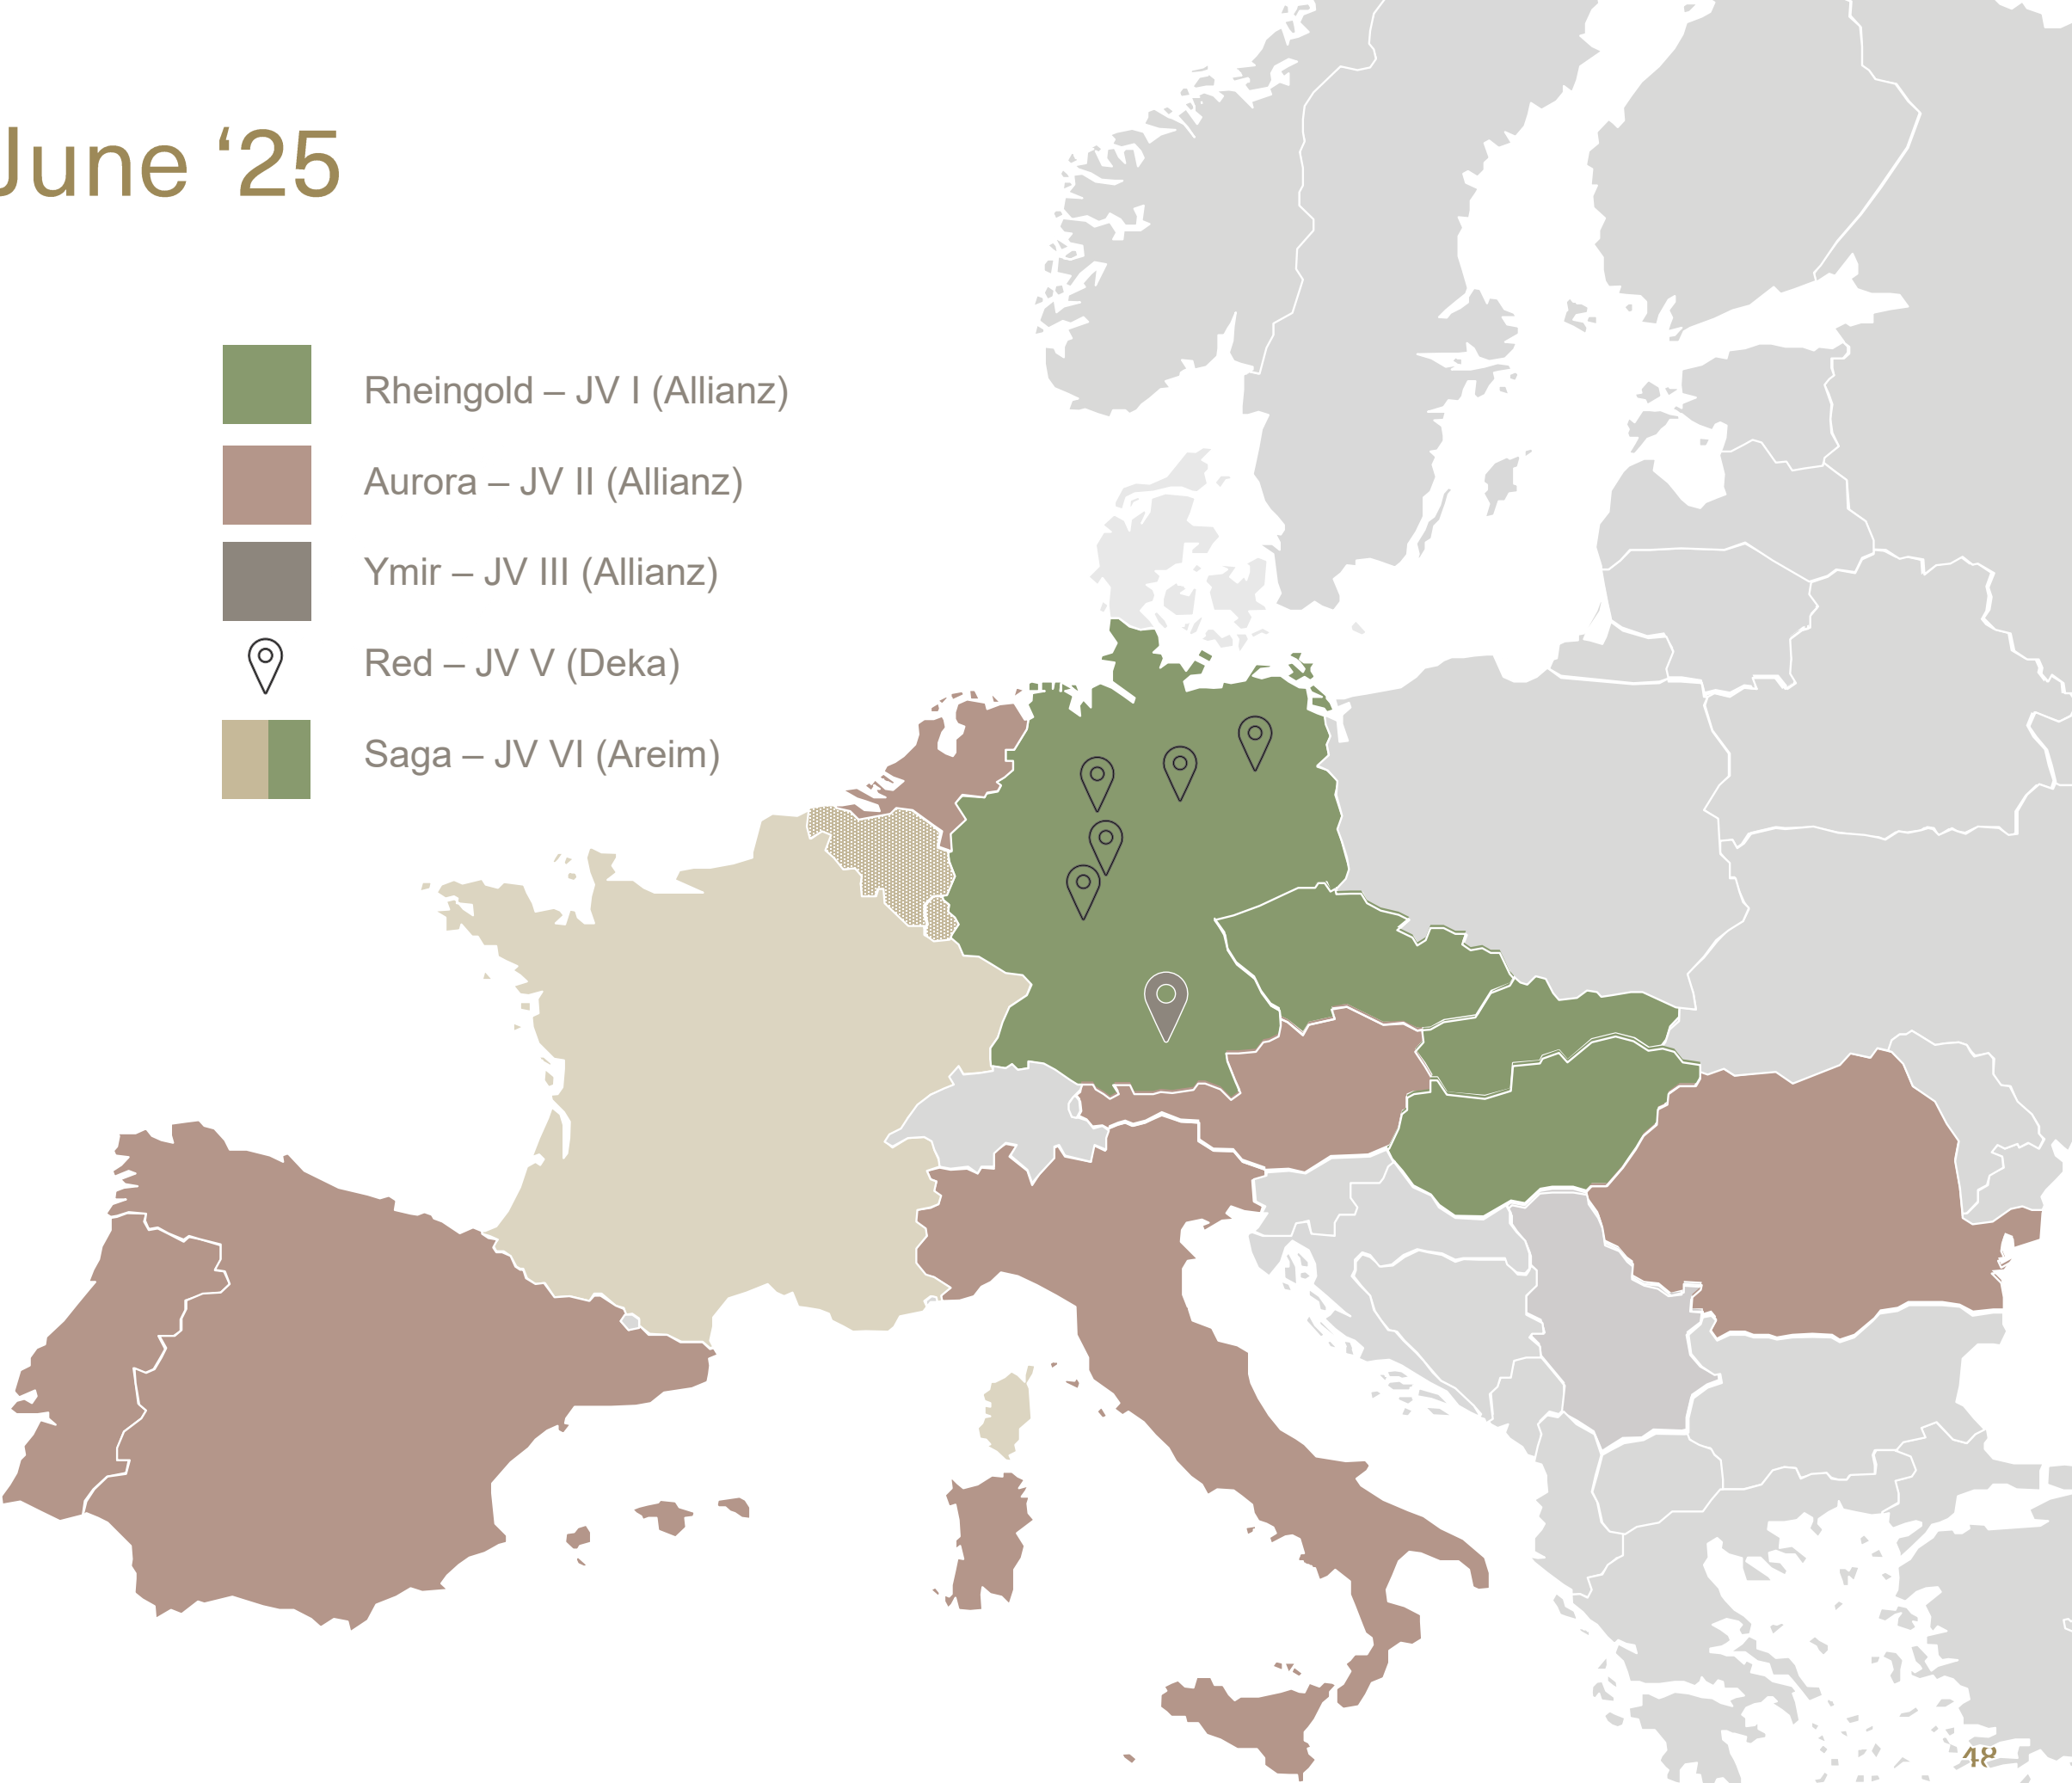 June ‘25
Rheingold – JV I (Allianz)
Aurora – JV II (Allianz)
Ymir – JV III (Allianz)
Red – JV V (Deka)
Saga – JV VI (Areim)
48